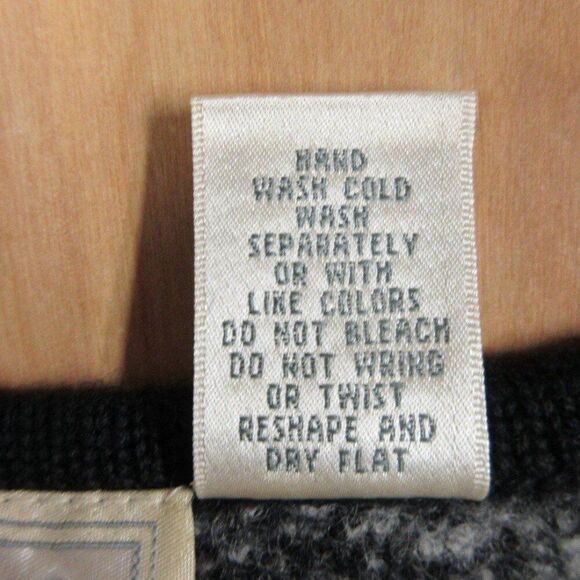 HAND
WASH COLD
WASH
SEPARATELY
OR WITH
LIKE COLORS
DO NOT BLEACH
DO NOT WRING
OR TWIST
RESHAPE AND
DRY FLAT